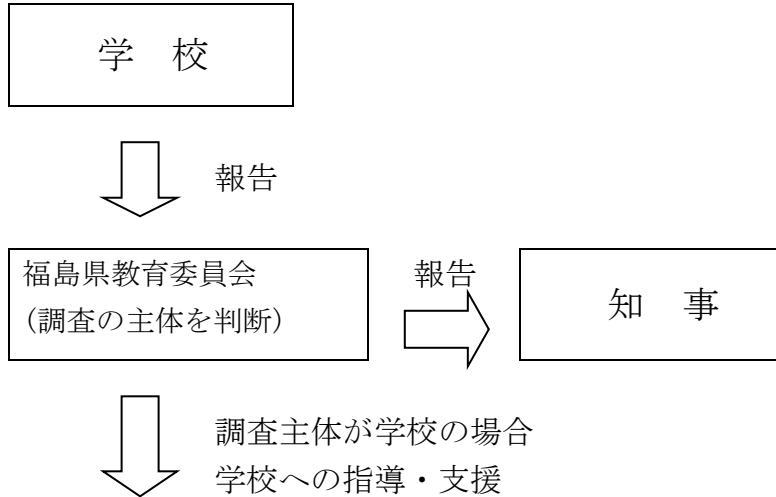 学　校
報告
福島県教育委員会
(調査の主体を判断)
報告
知　事
調査主体が学校の場合
学校への指導・支援